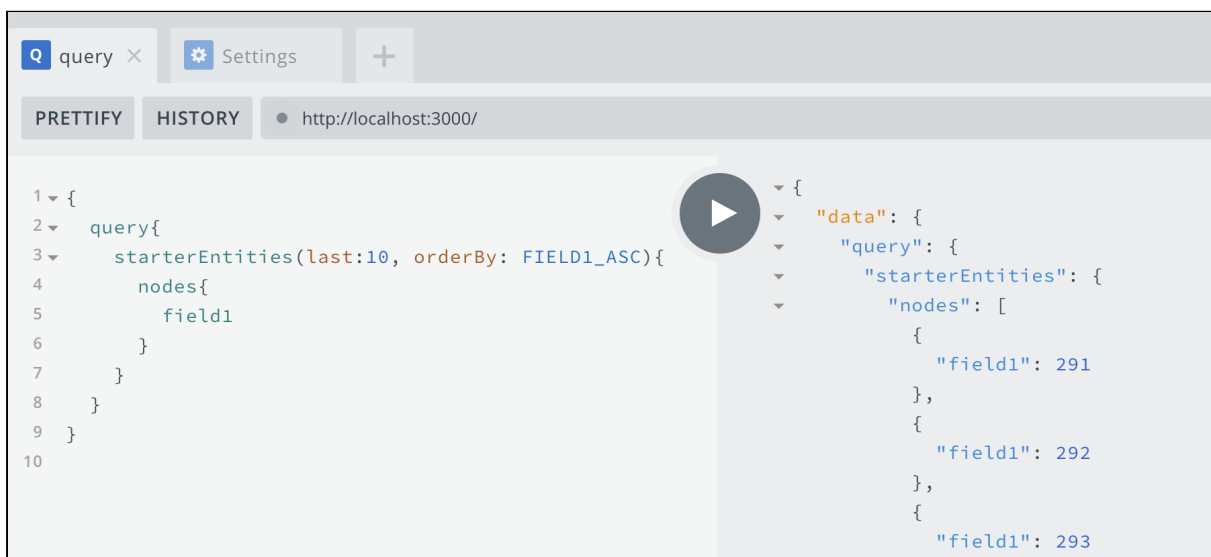 Q query × Settings +
PRETTIFY HISTORY http://localhost:3000/
1 {
2 query{
3 starterEntities(last:10, orderBy: FIELD1_ASC){
4 nodes{
5 field1
6 }
7 }
8 }
9 }
10
{
"data": {
"query": {
"starterEntities": {
"nodes": [
{
"field1": 291
},
{
"field1": 292
},
{
"field1": 293